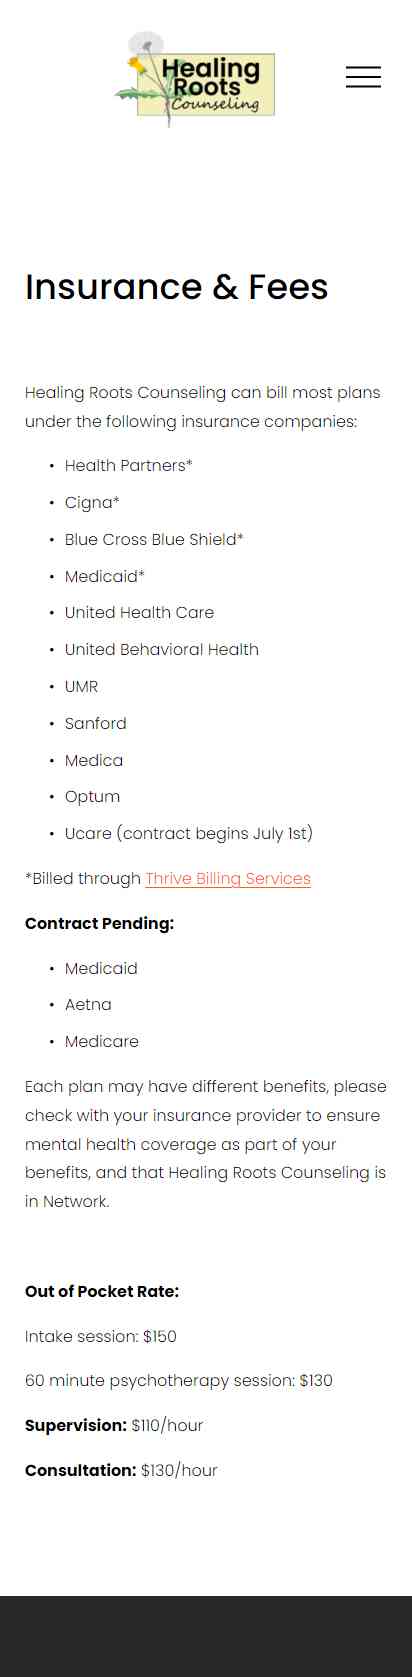 Healing
Roots
Counseling
Insurance & Fees
Healing Roots Counseling can bill most plans
under the following insurance companies:
• Health Partners*
• Cigna*
• Blue Cross Blue Shield*
• Medicaid*
• United Health Care
• United Behavioral Health
• UMR
• Sanford
• Medica
• Optum
• Ucare (contract begins July 1st)
*Billed through Thrive Billing Services
Contract Pending:
• Medicaid
• Aetna
• Medicare
Each plan may have different benefits, please
check with your insurance provider to ensure
mental health coverage as part of your
benefits, and that Healing Roots Counseling is
in Network.
Out of Pocket Rate:
Intake session: $150
60 minute psychotherapy session: $130
Supervision: $110/hour
Consultation: $130/hour